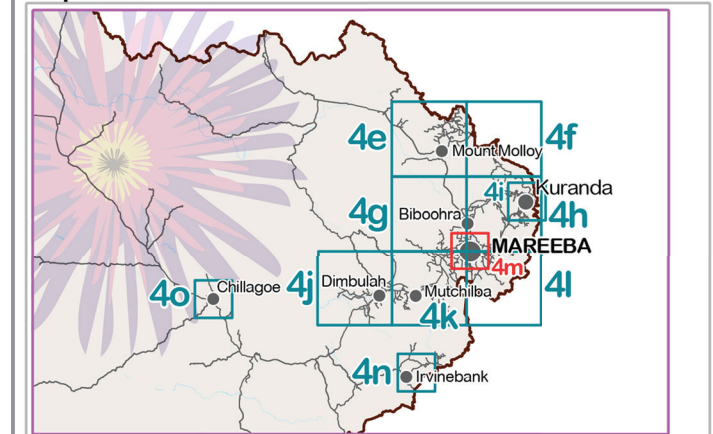 4e
Mount Molloy
4f
4i
Kuranda
4g
Biboohra
4h
MAREEBA
4m
4o
Chillagoe
4j
Dimbulah
Mutchilba
4k
4l
4n
Irvinebank